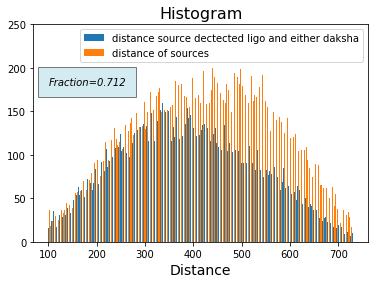 Histogram
250
200
150
100
50
0
distance source dectected ligo and either daksha
distance of sources
Fraction=0.712
100 200 300 400 500 600 700
Distance